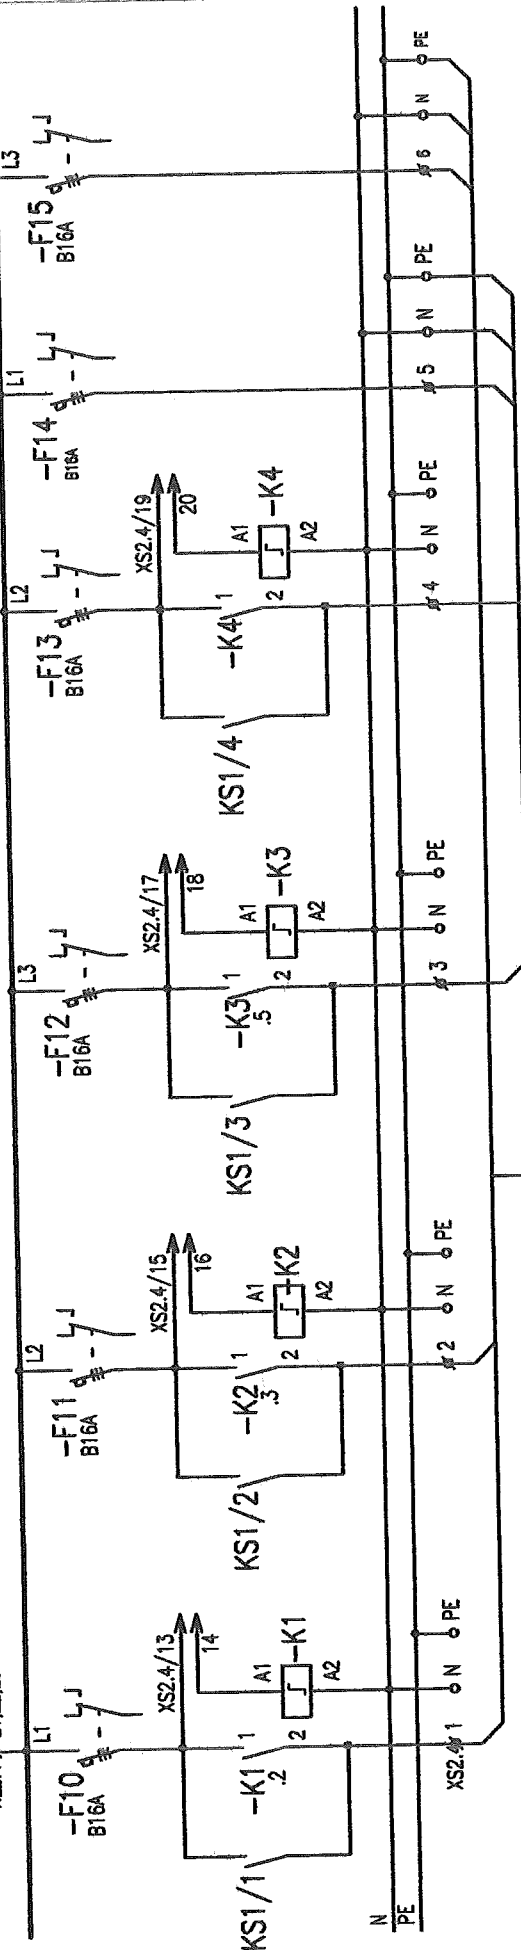 L1
-F10
B16A
XS2.4/13
14
KS1/1
-K1
.2
1
2
A1
A2
-K1
XS2.4
1
N
PE
L2
-F11
B16A
XS2.4/15
16
KS1/2
-K2
.3
1
2
A1
A2
-K2
2
N
PE
L3
-F12
B16A
XS2.4/17
18
KS1/3
-K3
.5
1
2
A1
A2
-K3
3
N
PE
L2
-F13
B16A
XS2.4/19
20
KS1/4
-K4
1
2
A1
A2
-K4
4
N
PE
L1
-F14
B16A
5
N
PE
L3
-F15
B16A
6
N
PE
N
PE